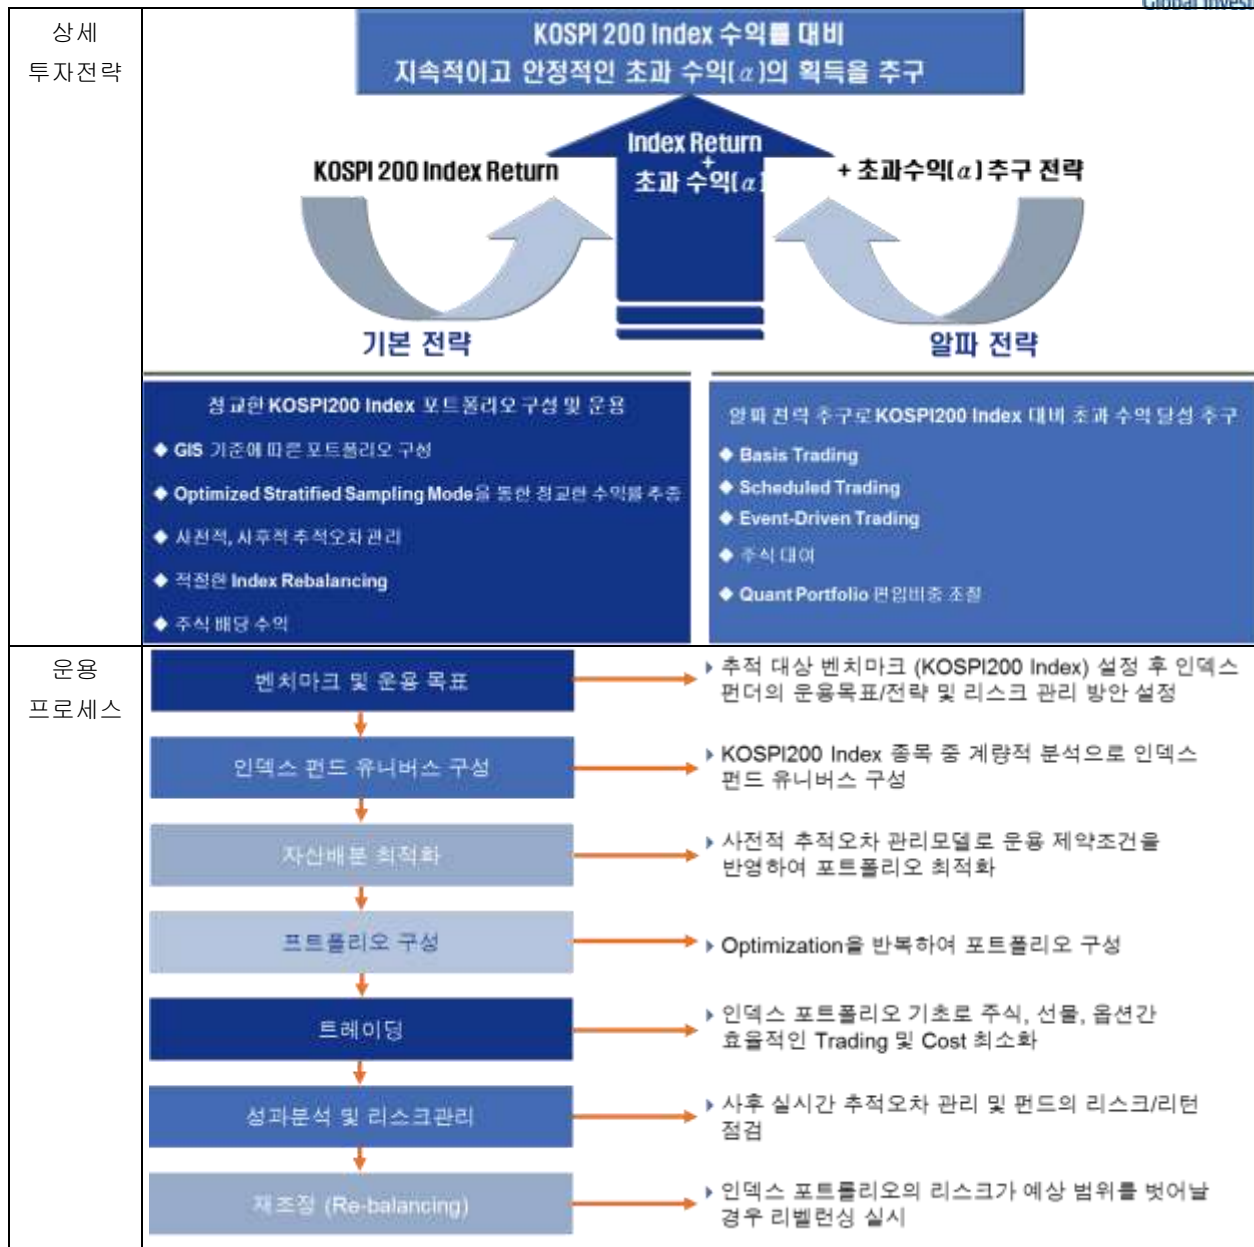 Global Invest
상세
투자전략
KOSPI 200 Index 수익률 대비
지속적이고 안정적인 초과 수익(α)의 획득을 추구
Index Return
+
초과 수익(α)
KOSPI 200 Index Return
+ 초과수익(α) 추구 전략
기본 전략
알파 전략
정교한 KOSPI200 Index 포트폴리오 구성 및 운용
◆ GIS 기준에 따른 포트폴리오 구성
◆ Optimized Stratified Sampling Mode을 통한 정교한 수익률 추종
◆ 사전적, 사후적 추적오차 관리
◆ 적절한 Index Rebalancing
◆ 주식 배당 수익
알파 전략 추구로 KOSPI200 Index 대비 초과 수익 달성 추구
◆ Basis Trading
◆ Scheduled Trading
◆ Event-Driven Trading
◆ 주식 대여
◆ Quant Portfolio 편입비중 조절
운용
프로세스
벤치마크 및 운용 목표
추적 대상 벤치마크 (KOSPI200 Index) 설정 후 인덱스
펀더의 운용목표/전략 및 리스크 관리 방안 설정
인덱스 펀드 유니버스 구성
KOSPI200 Index 종목 중 계량적 분석으로 인덱스
펀드 유니버스 구성
자산배분 최적화
사전적 추적오차 관리모델로 운용 제약조건을
반영하여 포트폴리오 최적화
프트폴리오 구성
Optimization을 반복하여 포트폴리오 구성
트레이딩
인덱스 포트폴리오 기초로 주식, 선물, 옵션간
효율적인 Trading 및 Cost 최소화
성과분석 및 리스크관리
사후 실시간 추적오차 관리 및 펀드의 리스크/리턴
점검
재조정 (Re-balancing)
인덱스 포트폴리오의 리스크가 예상 범위를 벗어날
경우 리벨런싱 실시